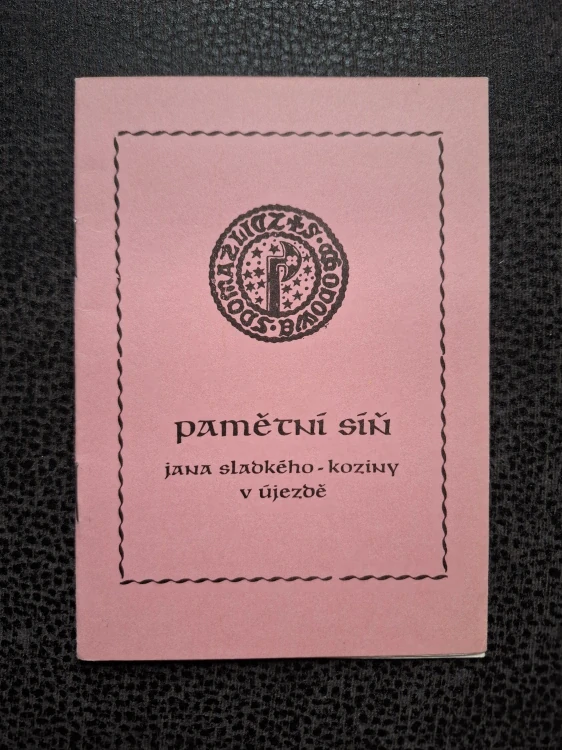 pamětní síň
jana sladkého-koziny
v újezdě